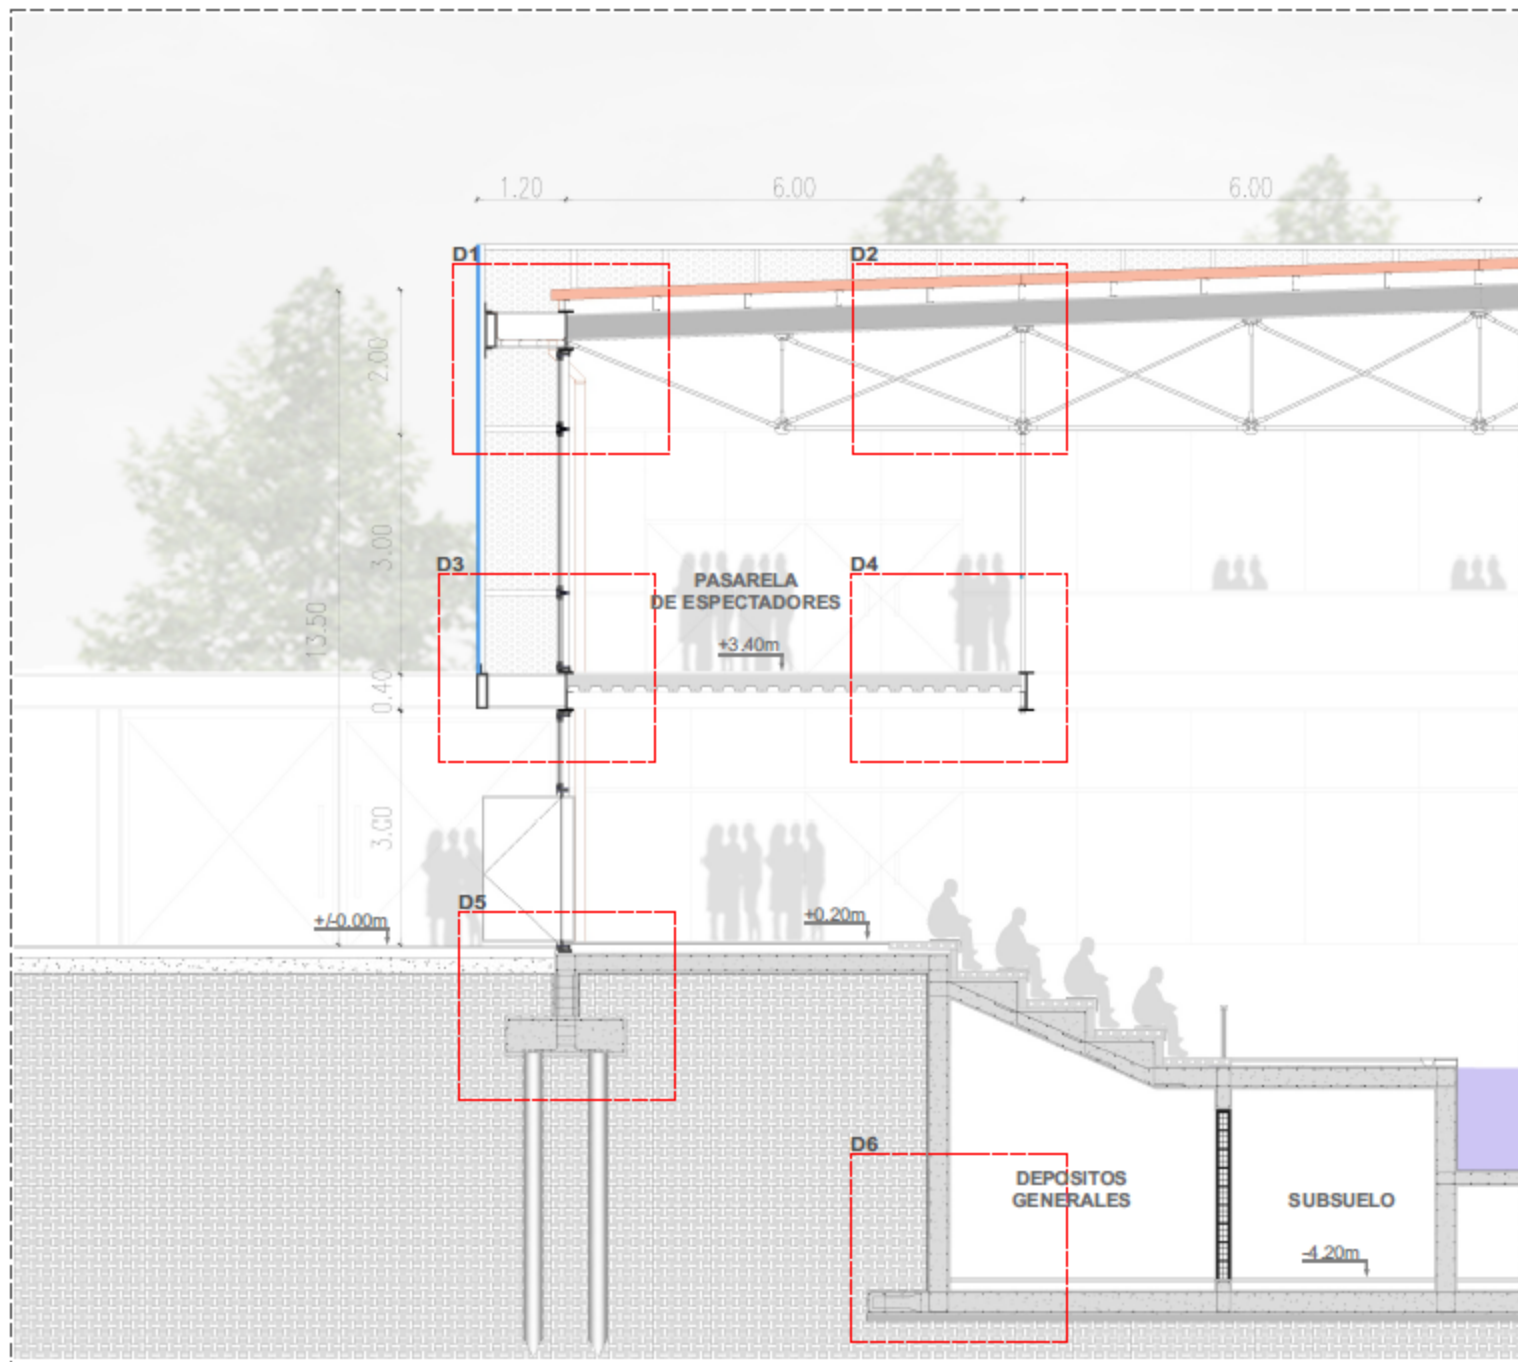 1.20
6.00
6.00
D1
D2
2.00
D3
3.00
PASARELA
DE ESPECTADORES
D4
13.50
+3.40m
0.40
3.00
D5
+/-0.00m
+0.20m
D6
DEPOSITOS
GENERALES
SUBSUELO
-4.20m